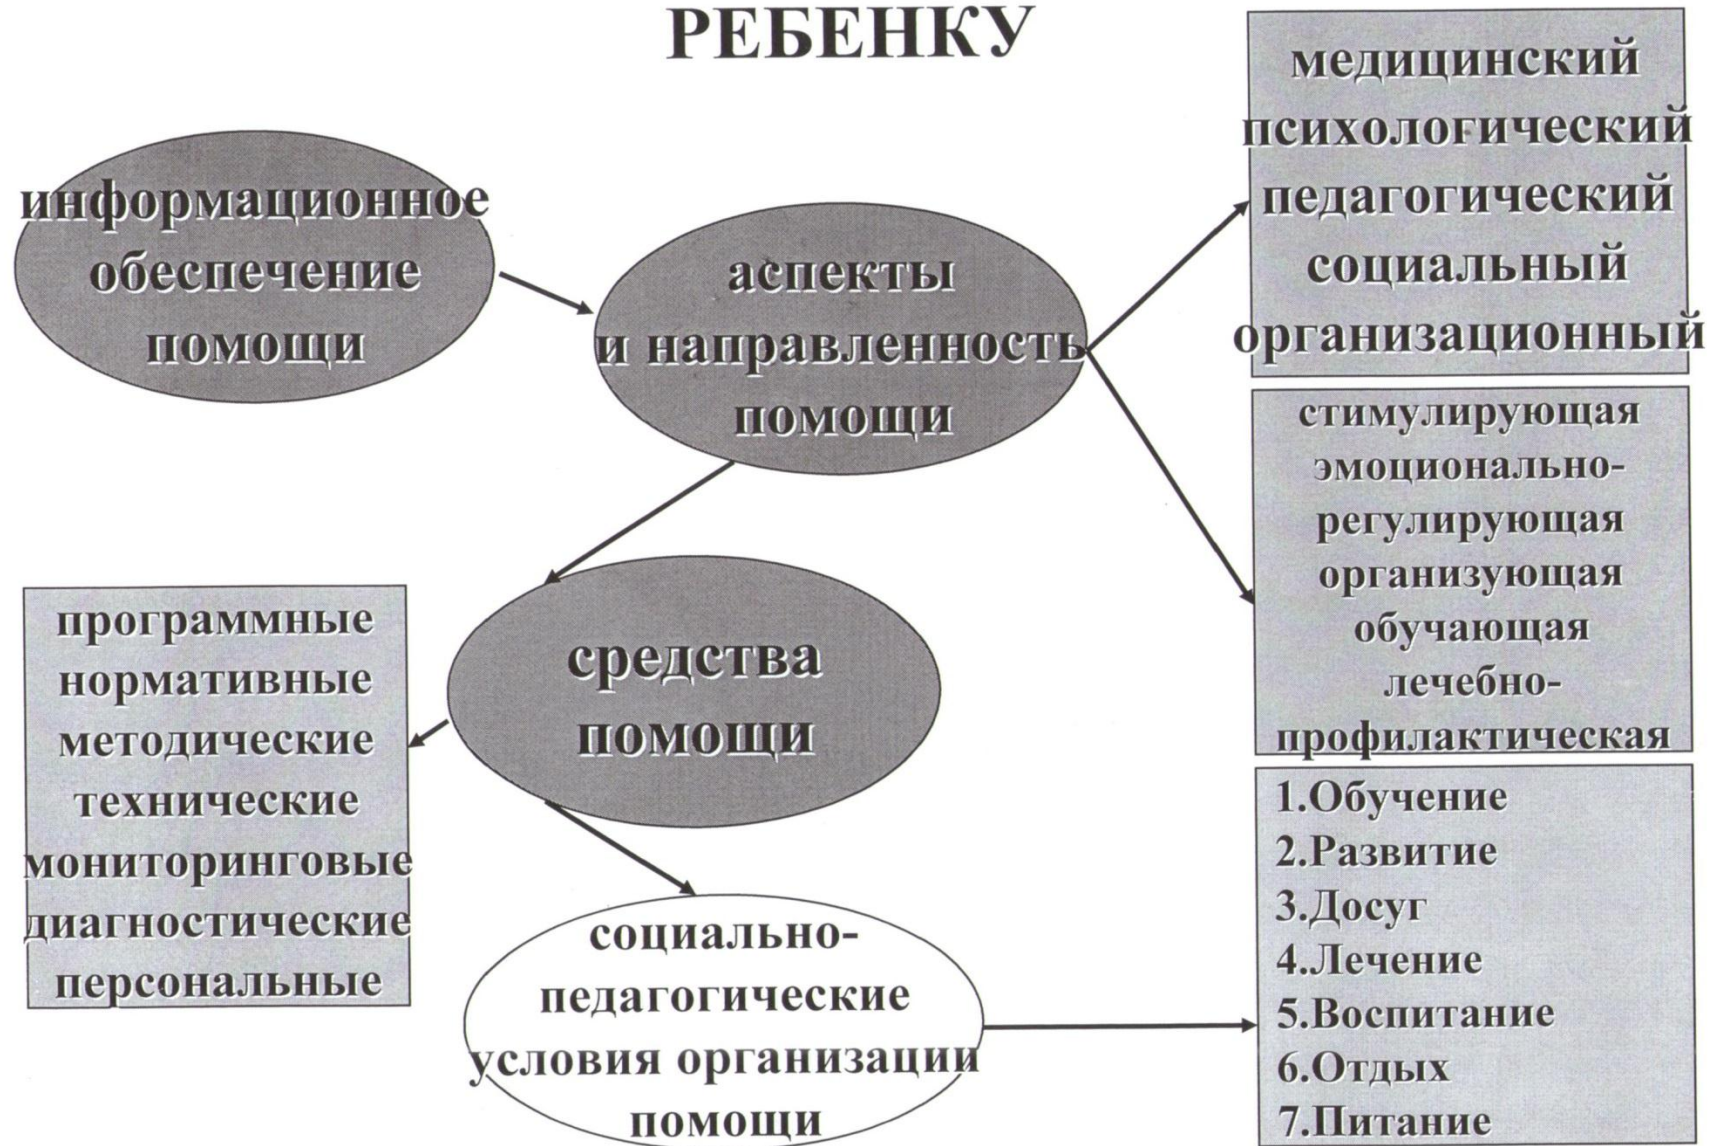 РЕБЕНКУ
информационное
обеспечение
помощи
аспекты
и направленность
помощи
медицинский
психологический
педагогический
социальный
организационный
стимулирующая
эмоционально-
регулирующая
организующая
обучающая
лечебно-
профилактическая
средства
помощи
программные
нормативные
методические
технические
мониторинговые
диагностические
персональные
социально-
педагогические
условия организации
помощи
1.Обучение
2.Развитие
3.Досуг
4.Лечение
5.Воспитание
6.Отдых
7.Питание